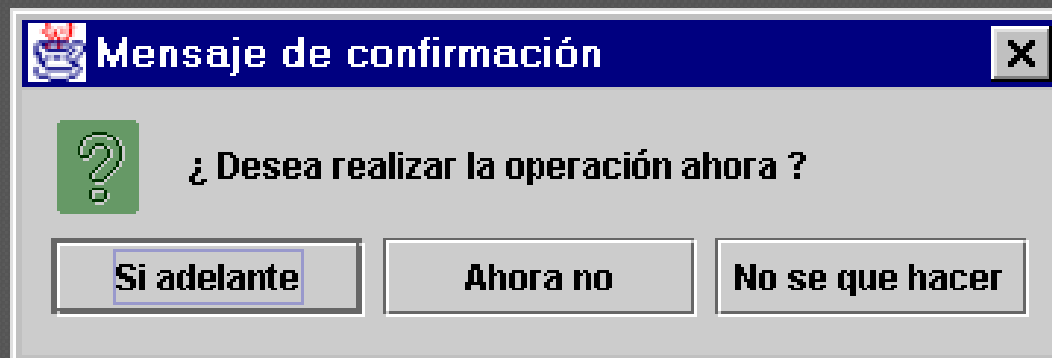 Mensaje de confirmación
¿ Desea realizar la operación ahora ?
Si adelante
Ahora no
No se que hacer